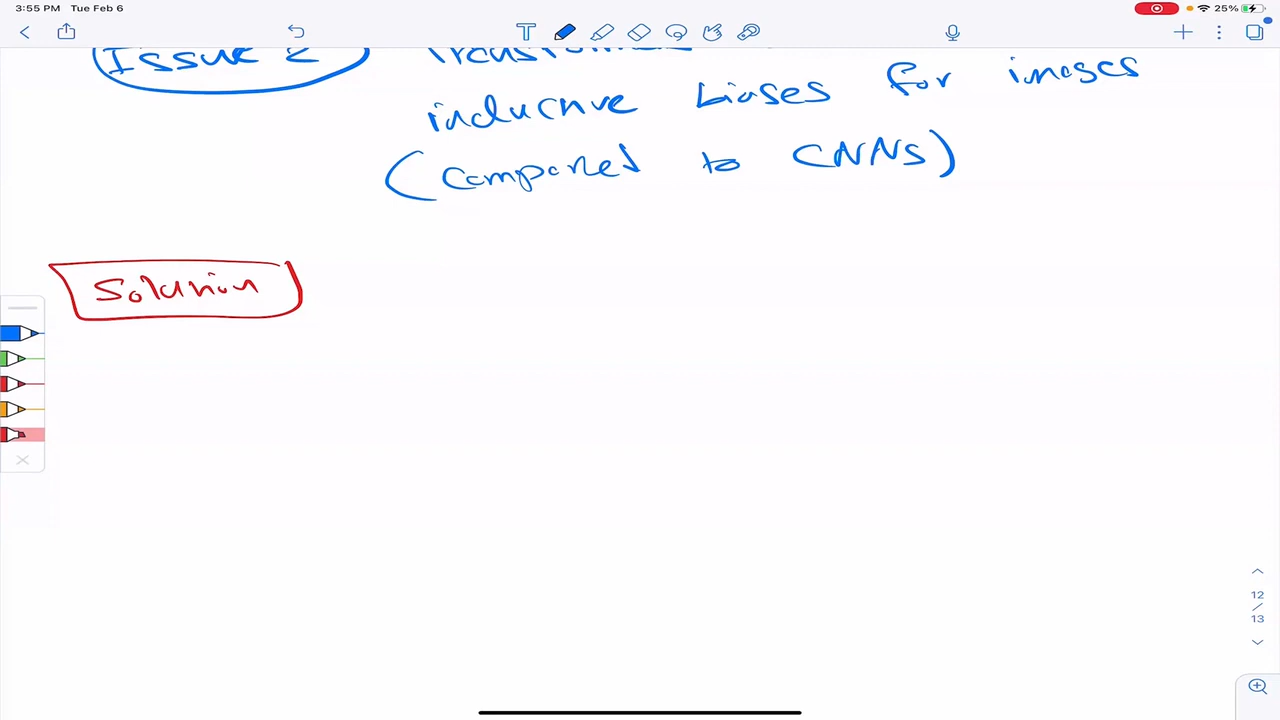 3:55 PM Tue Feb 6
25%
T
Issue 2
inductive biases for images
(compared to CNNs)
Solution
12
/
13